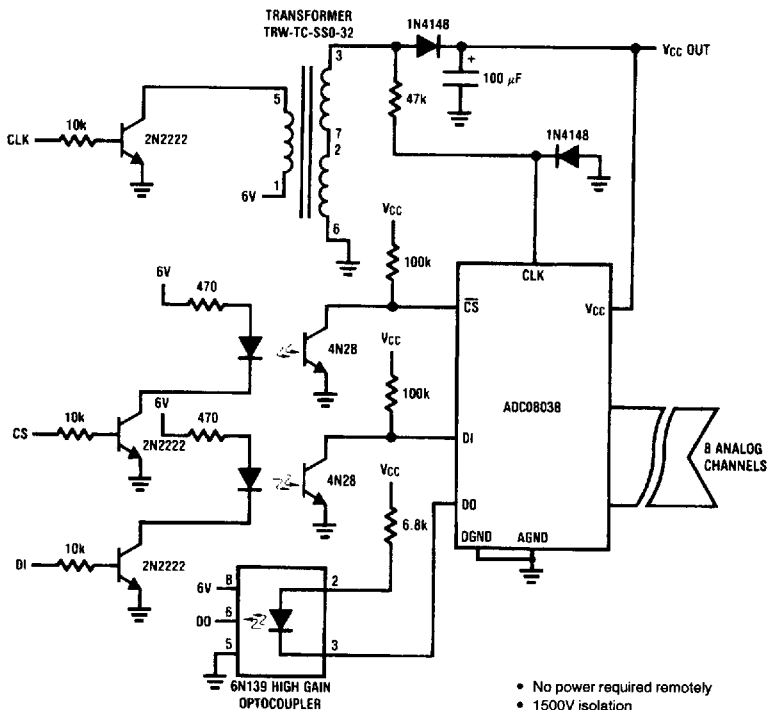 TRANSFORMER
TRW-TC-SSO-32
1N4148
VCC OUT
3
+
100 μF
10k
5
47k
CLK
2N2222
7
2
1N4148
1
6V
6
VCC
100k
CLK
6V
470
CS
VCC
VCC
4N28
100k
ADC08038
10k
6V
470
CS
2N2222
DI
8 ANALOG
CHANNELS
4N28
VCC
DO
6.8k
10k
DGND
AGND
DI
2N2222
6V
8
2
DO
6
5
3
6N139 HIGH GAIN
OPTOCOUPLER
• No power required remotely
• 1500V isolation